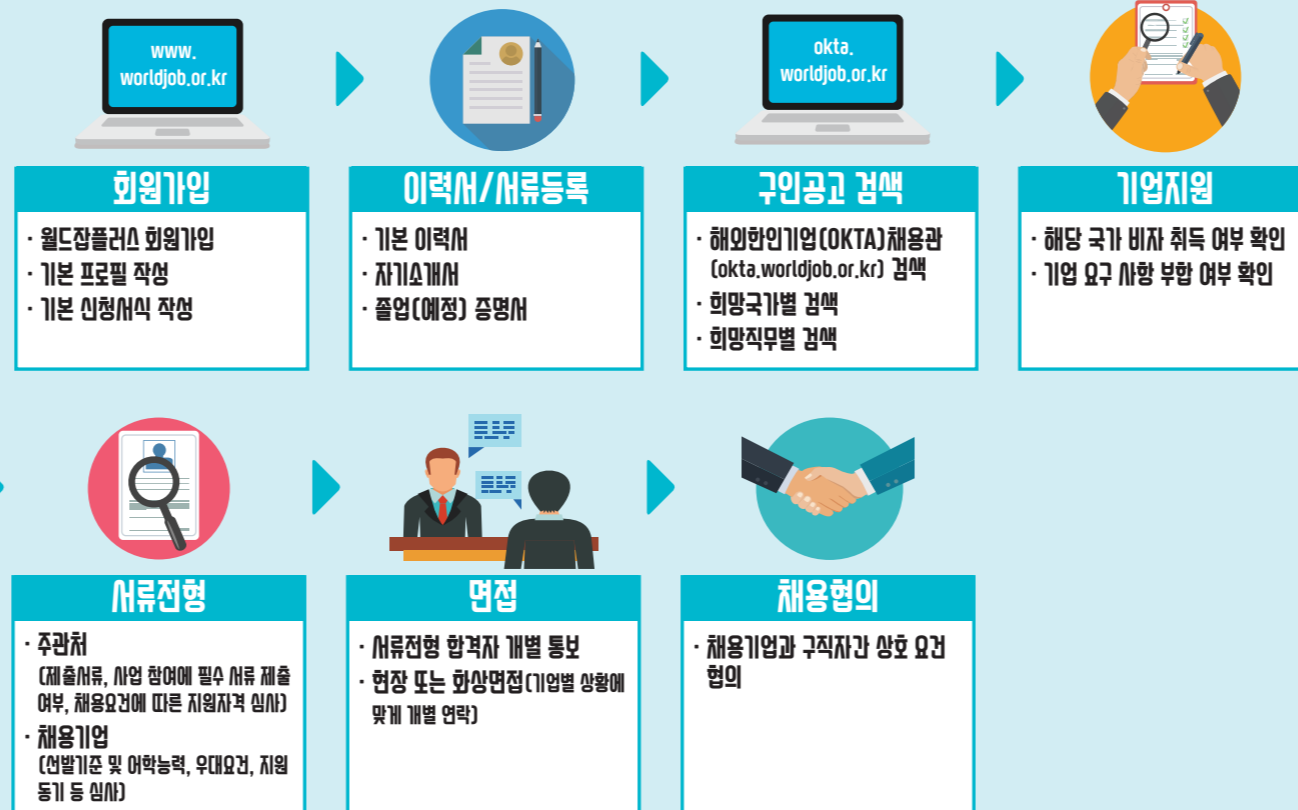 www.
worldjob.or.kr
회원가입
· 월드잡플러스 회원가입
· 기본 프로필 작성
· 기본 신청서식 작성
이력서/서류등록
· 기본 이력서
· 자기소개서
· 졸업(예정) 증명서
okta.
worldjob.or.kr
구인공고 검색
· 해외한인기업(OKTA)채용관
(okta.worldjob.or.kr) 검색
· 희망국가별 검색
· 희망직무별 검색
기업지원
· 해당 국가 비자 취득 여부 확인
· 기업 요구 사항 부합 여부 확인
서류전형
· 주관처
(제출서류, 사업 참여에 필수 서류 제출
여부, 채용요건에 따른 지원자격 심사)
· 채용기업
(선발기준 및 어학능력, 우대요건, 지원
동기 등 심사)
면접
· 서류전형 합격자 개별 통보
· 현장 또는 화상면접(기업별 상황에
맞게 개별 연락)
채용협의
· 채용기업과 구직자간 상호 요건
협의